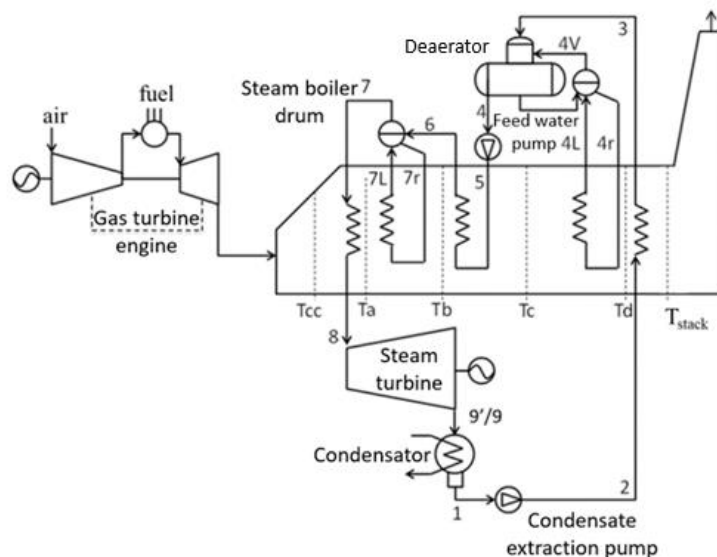 3
Deaerator
4V
Steam boiler
drum
7
fuel
air
6
4
Feed water
pump
4L
4r
5
7L
7r
Gas turbine
engine
Tcc
Ta
Tb
Tc
Td
T_stack
8
Steam
turbine
9'/9
Condensator
1
2
Condensate
extraction pump